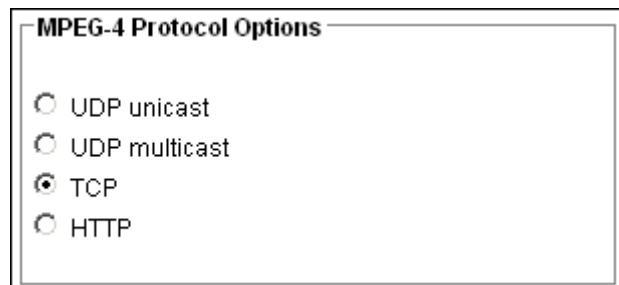 MPEG-4 Protocol Options
UDP unicast
UDP multicast
TCP
HTTP